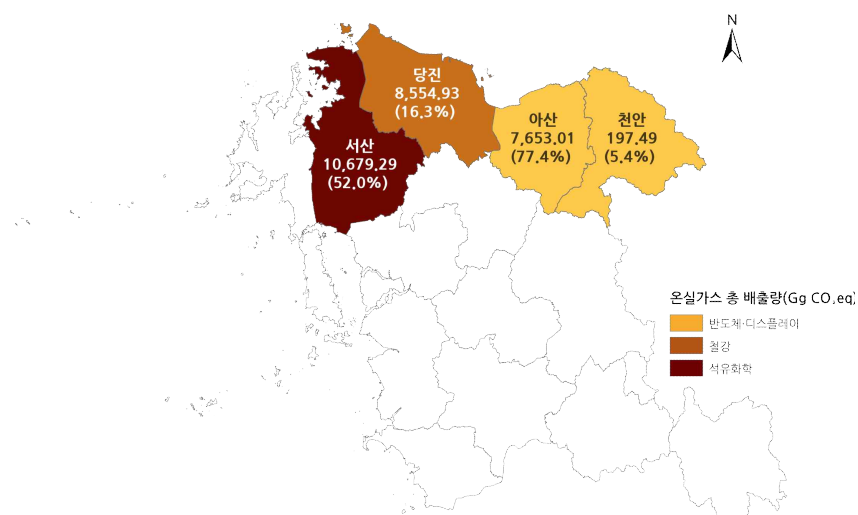 N
당진
8,554.93
(16.3%)
아산
7,653.01
(77.4%)
천안
197.49
(5.4%)
서산
10,679.29
(52.0%)
온실가스 총 배출량(Gg CO₂eq)
반도체·디스플레이
철강
석유화학